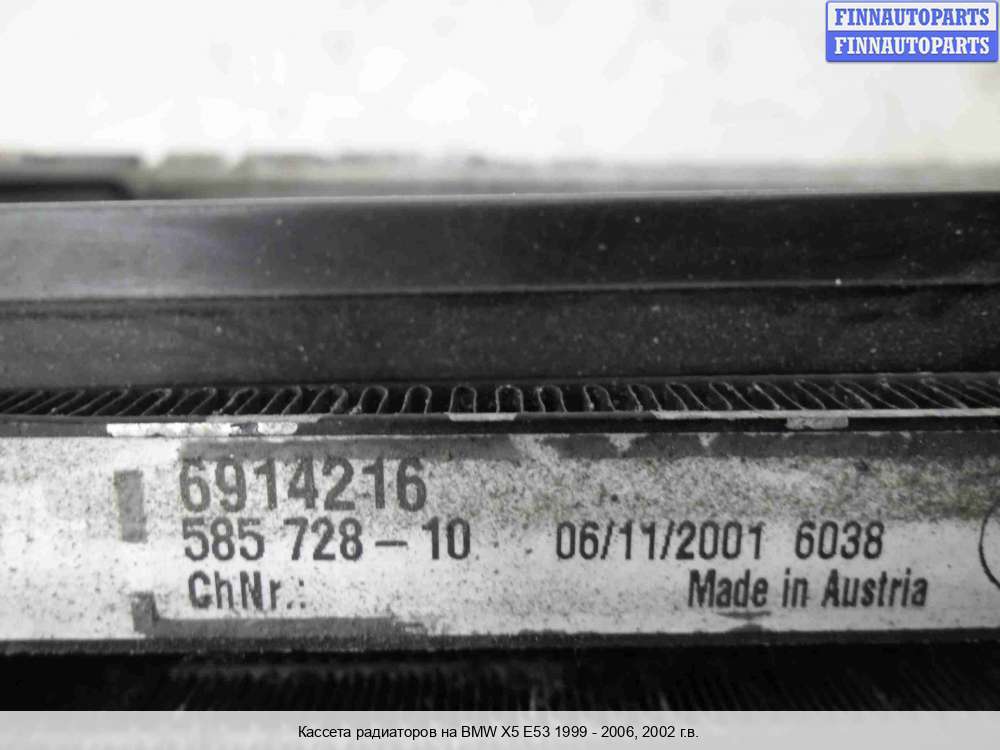 FINNAUTOPARTS
FINNAUTOPARTS
6914216
585 728 – 10 06/11/2001 6038
ChNr.:
Made in Austria
Кассета радиаторов на BMW X5 E53 1999 - 2006, 2002 г.в.